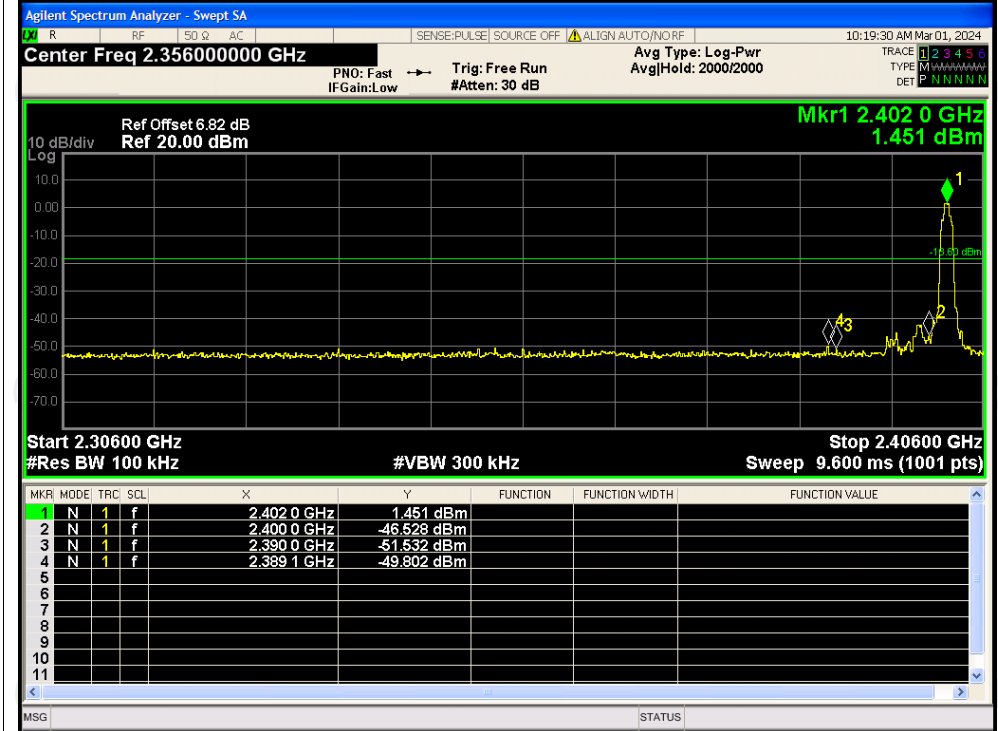 Agilent Spectrum Analyzer - Swept SA
LXI R RF 50 Ω AC SENSE:PULSE SOURCE OFF ALIGN AUTO/NO RF 10:19:30 AM Mar 01, 2024
Center Freq 2.356000000 GHz
PNO: Fast
IFGain:Low
Trig: Free Run
#Atten: 30 dB
Avg Type: Log-Pwr
Avg|Hold: 2000/2000
TRACE 1 2 3 4 5 6
TYPE M WWWWW
DET P N N N N N
Mkr1 2.402 0 GHz
1.451 dBm
Ref Offset 6.82 dB
10 dB/div Ref 20.00 dBm
Log
10.0
0.00
-10.0
-20.0
-30.0
-40.0
-50.0
-60.0
-70.0
1
2
4 3
Start 2.30600 GHz Stop 2.40600 GHz
#Res BW 100 kHz #VBW 300 kHz Sweep 9.600 ms (1001 pts)
MKR MODE TRC SCL X Y FUNCTION FUNCTION WIDTH FUNCTION VALUE
1 N 1 f 2.402 0 GHz 1.451 dBm
2 N 1 f 2.400 0 GHz -46.528 dBm
3 N 1 f 2.390 0 GHz -51.532 dBm
4 N 1 f 2.389 1 GHz -49.802 dBm
5
6
7
8
9
10
11
MSG STATUS